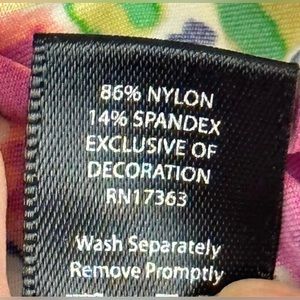 86% NYLON
14% SPANDEX
EXCLUSIVE OF
DECORATION
RN17363
Wash Separately
Remove Promptly